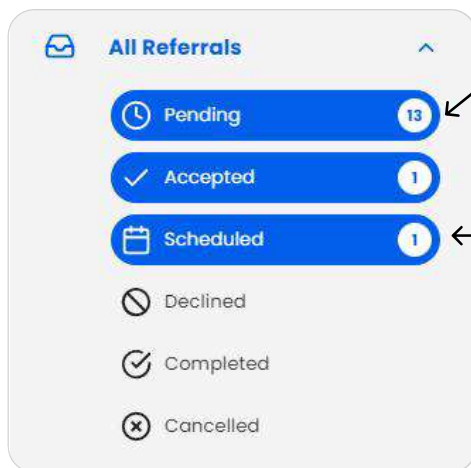 All Referrals
Pending 13
Accepted 1
Scheduled 1
Declined
Completed
Cancelled